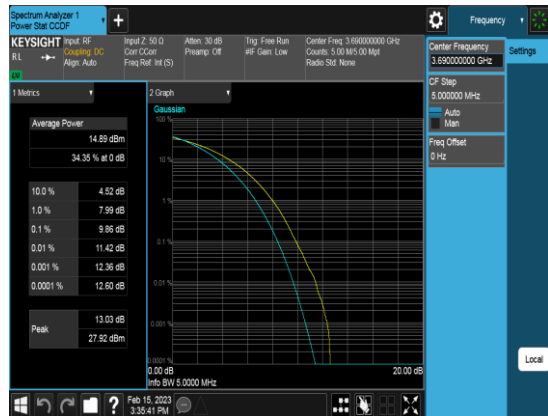 Spectrum Analyzer 1
Power Stat CCDF
+
Frequency
KEYSIGHT
RL
Input: RF
Coupling: DC
Align: Auto
Input Z: 50 Ω
Corr CCorr
Freq Ref: Int (S)
Atten: 30 dB
Preamp: Off
Trig: Free Run
#IF Gain: Low
Center Freq: 3.690000000 GHz
Counts: 5.00 M/5.00 Mpt
Radio Std: None
1 Metrics
Average Power
14.89 dBm
34.35 % at 0 dB
10.0 % 4.52 dB
1.0 % 7.99 dB
0.1 % 9.86 dB
0.01 % 11.42 dB
0.001 % 12.36 dB
0.0001 % 12.60 dB
Peak
13.03 dB
27.92 dBm
2 Graph
Gaussian
100 %
10 %
1 %
0.1 %
0.01 %
0.001 %
0.0001 %
0.00 dB 20.00 dB
Info BW 5.0000 MHz
Center Frequency
3.690000000 GHz
Settings
CF Step
5.000000 MHz
Auto
Man
Freq Offset
0 Hz
Local
?
Feb 15, 2023
3:35:41 PM